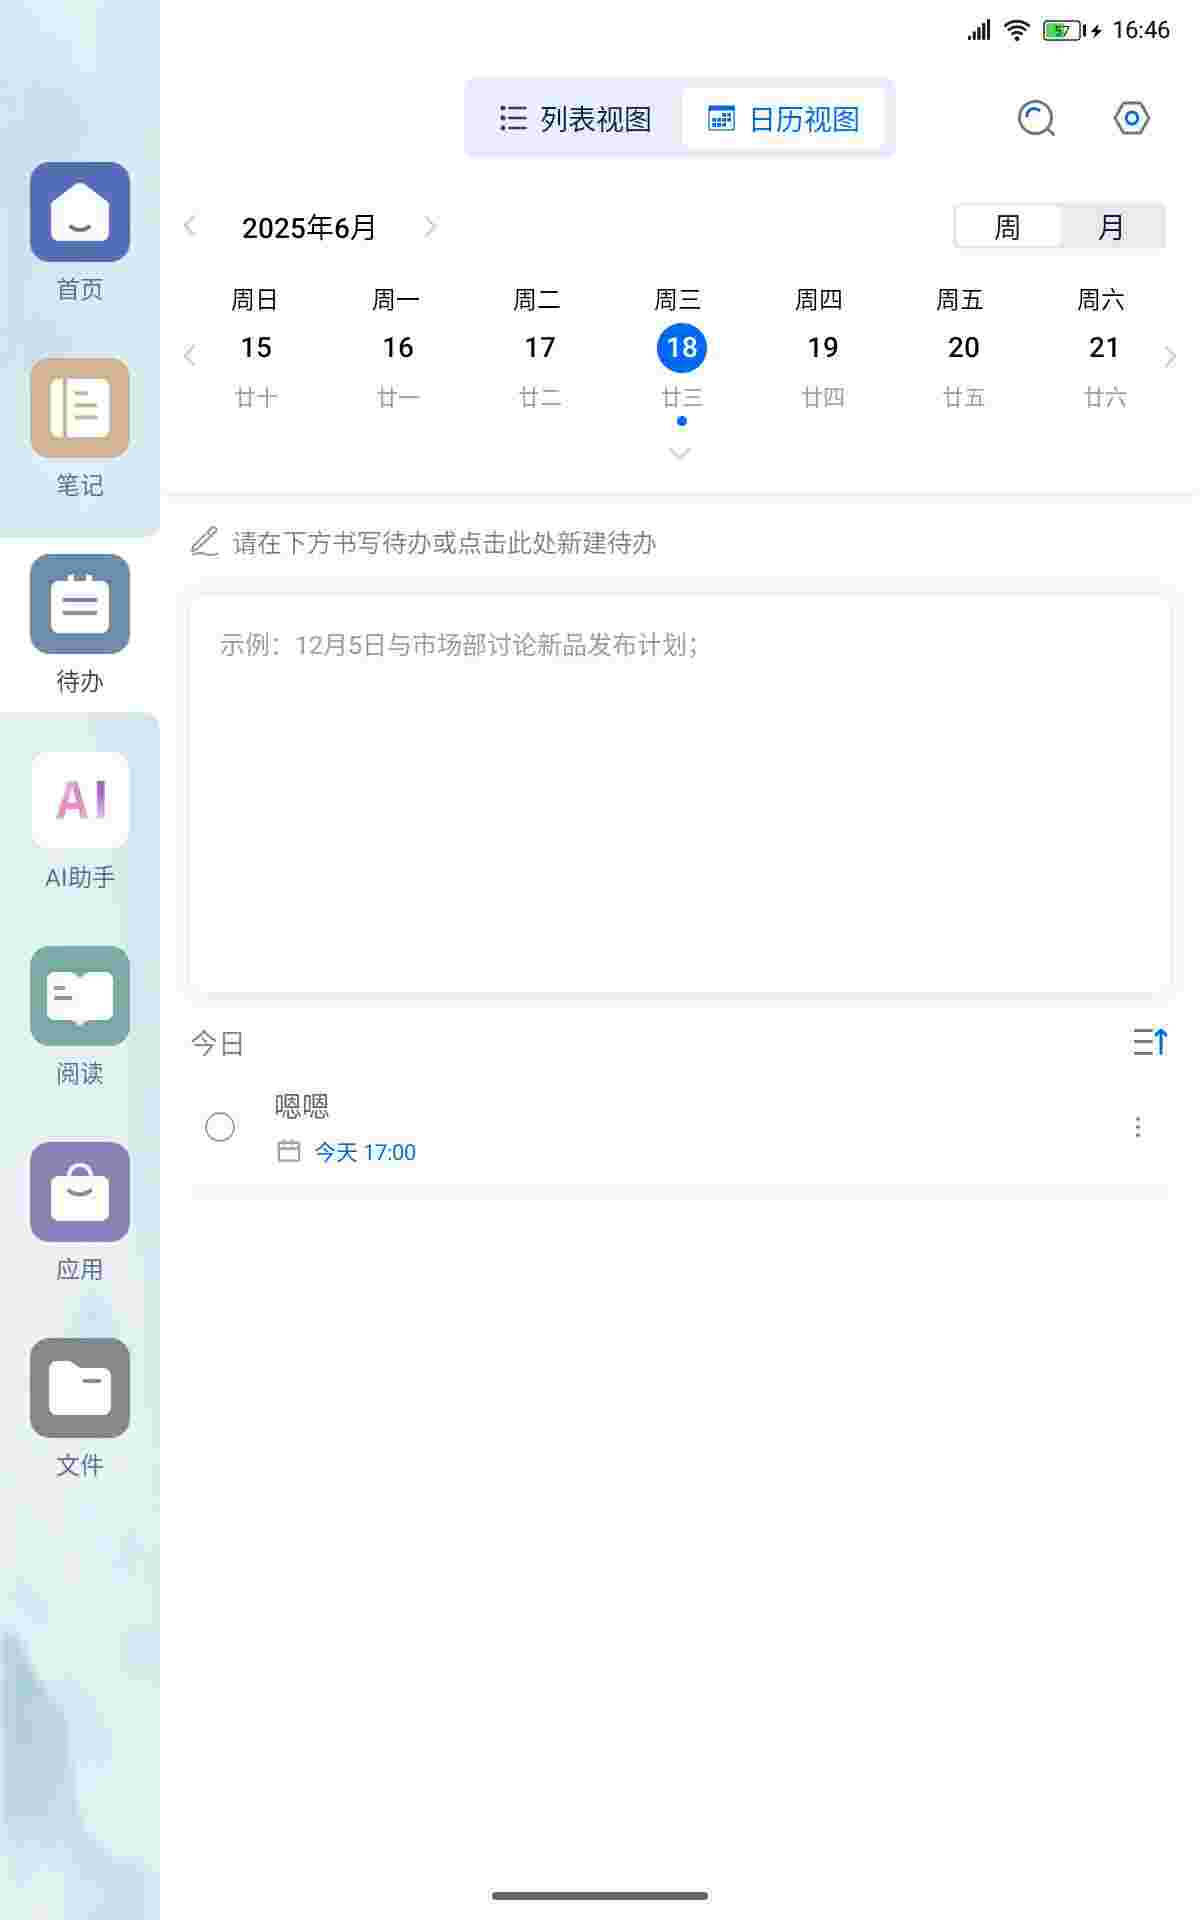 57 16:46
列表视图 日历视图
首页
笔记
待办
AI
AI助手
阅读
应用
文件
2025年6月 周 月
周日 周一 周二 周三 周四 周五 周六
15 16 17 18 19 20 21
廿十 廿一 廿二 廿三 廿四 廿五 廿六
请在下方书写待办或点击此处新建待办
示例：12月5日与市场部讨论新品发布计划；
今日
嗯嗯
今天 17:00